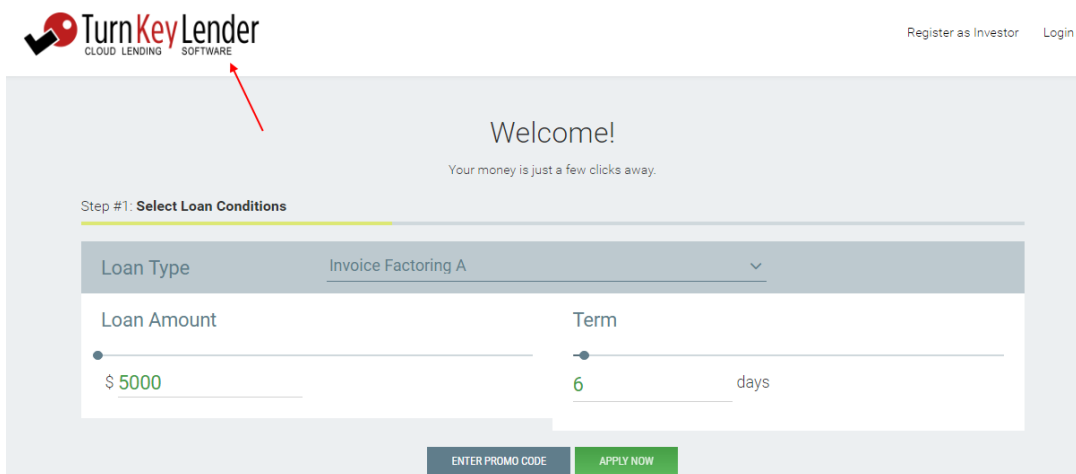 TurnKey Lender
CLOUD LENDING SOFTWARE
Register as Investor Login
Welcome!
Your money is just a few clicks away.
Step #1: Select Loan Conditions
Loan Type Invoice Factoring A
Loan Amount Term
$ 5000 6 days
ENTER PROMO CODE APPLY NOW